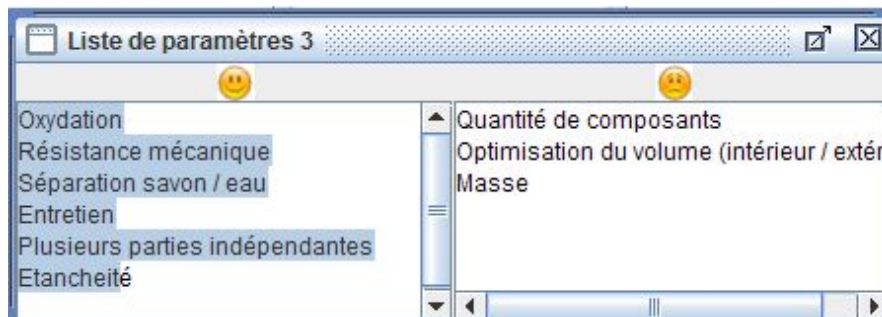 Liste de paramètres 3
Oxydation
Résistance mécanique
Séparation savon / eau
Entretien
Plusieurs parties indépendantes
Etancheité
Quantité de composants
Optimisation du volume (intérieur / extér
Masse